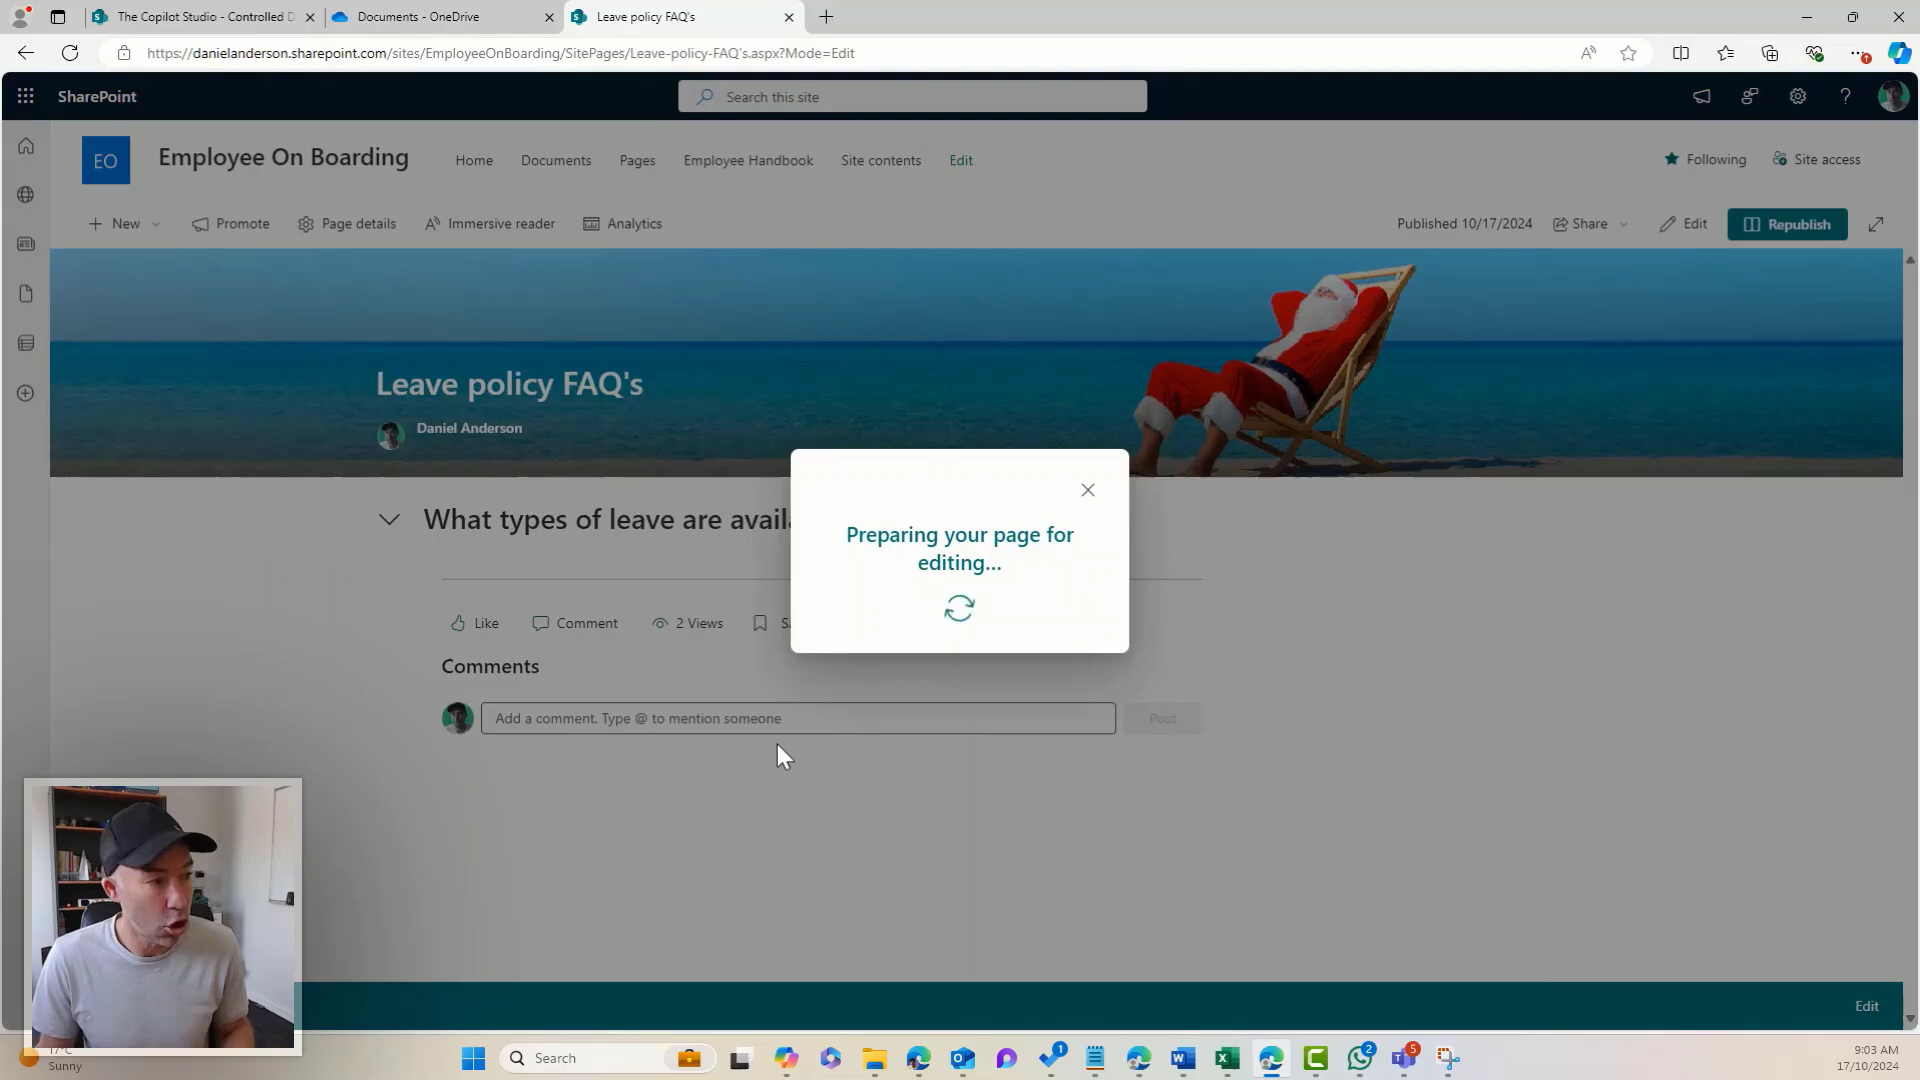 The Copilot Studio - Controlled D
Documents - OneDrive
Leave policy FAQ's
https://danielanderson.sharepoint.com/sites/EmployeeOnBoarding/SitePages/Leave-policy-FAQ's.aspx?Mode=Edit
SharePoint
Search this site
EO
Employee On Boarding
Home
Documents
Pages
Employee Handbook
Site contents
Edit
Following
Site access
New
Promote
Page details
Immersive reader
Analytics
Published 10/17/2024
Share
Edit
Republish
Leave policy FAQ's
Daniel Anderson
What types of leave are
Preparing your page for
editing...
Like
Comment
2 Views
Comments
Add a comment. Type @ to mention someone
Post
Edit
17°C
Sunny
Search
1
2
5
9:03 AM
17/10/2024